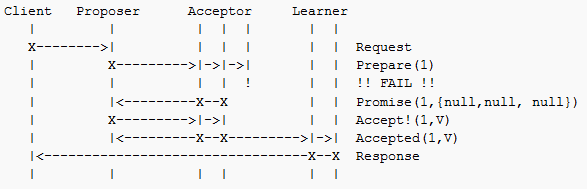 Client Proposer Acceptor Learner
| | | | | | |
X-------->| | | | | | Request
| X--------->|->|->| | | Prepare(1)
| | | | ! | | !! FAIL !!
| |<---------X--X | | Promise(1,{null,null, null})
| X--------->|->| | | Accept!(1,V)
| |<---------X--X--------->|->| Accepted(1,V)
|<---------------------------------X--X Response
| | | | | |